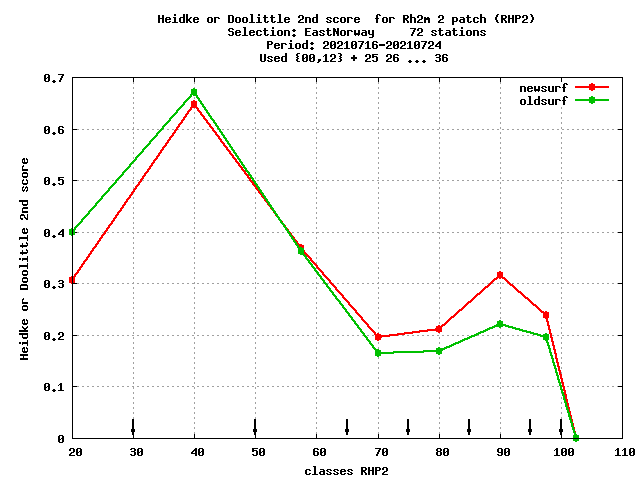 Heidke or Doolittle 2nd score  for Rh2m 2 patch (RHP2)
Selection: EastNorway     72 stations
Period: 20210716-20210724
Used {00,12} + 25 26 ... 36
newsurf
oldsurf
Heidke or Doolittle 2nd score
0.7
0.6
0.5
0.4
0.3
0.2
0.1
0
20 30 40 50 60 70 80 90 100 110
classes RHP2